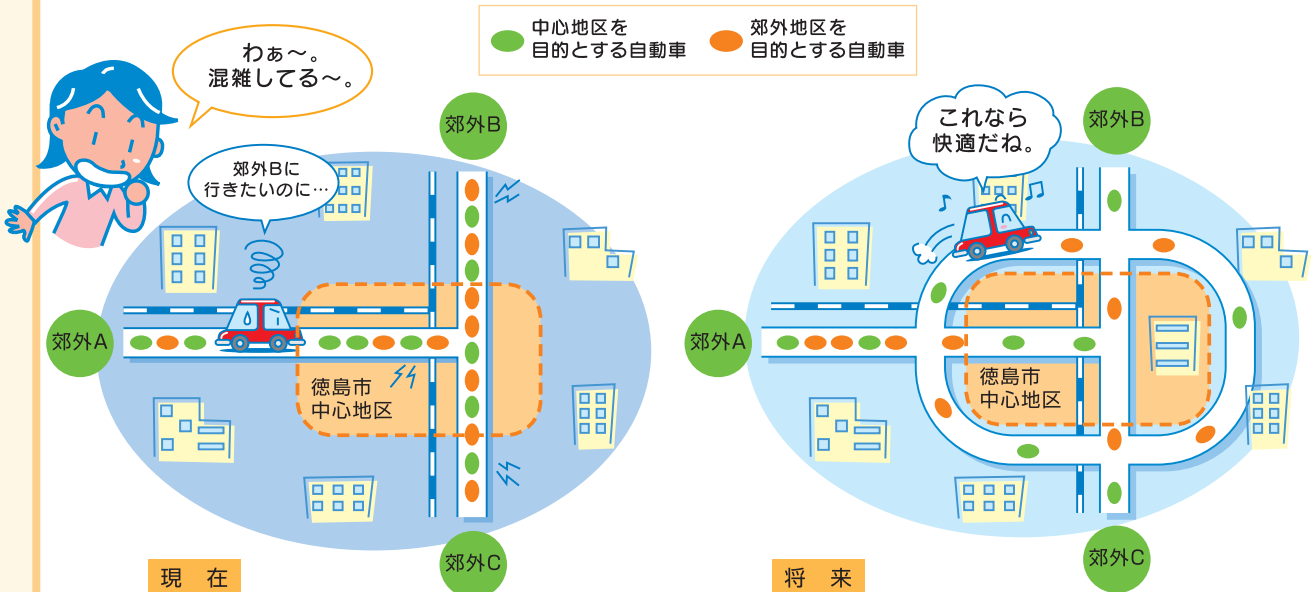 中心地区を
目的とする自動車
郊外地区を
目的とする自動車
わぁ～。
混雑してる～。
郊外Bに
行きたいのに…
郊外B
郊外A
徳島市
中心地区
郊外C
現 在
これなら
快適だね。
郊外B
郊外A
徳島市
中心地区
郊外C
将 来